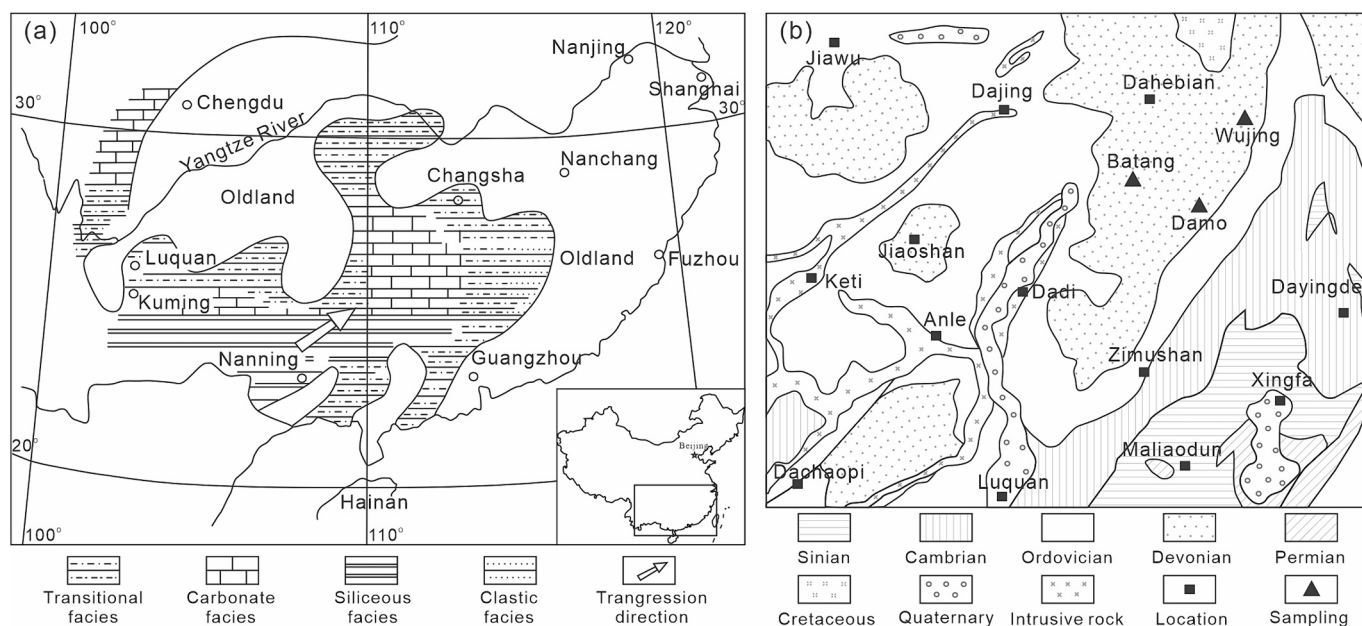 (a)
100°
110°
120°
Nanjing
Shanghai
30°
Chengdu
30°
Yangtze River
Nanchang
Changsha
Oldland
Luquan
Oldland
Fuzhou
Kumjng
Nanning
Guangzhou
Beijing
20°
Hainan
100°
110°
Transitional
facies
Carbonate
facies
Siliceous
facies
Clastic
facies
Trangression
direction
(b)
Jiawu
Dajing
Dahebian
Wujing
Batang
Damo
Jiaoshan
Keti
Dadi
Dayingde
Anle
Zimushan
Xingfa
Maliaodun
Dachaopi
Luquan
Sinian
Cambrian
Ordovician
Devonian
Permian
Cretaceous
Quaternary
Intrusive rock
Location
Sampling